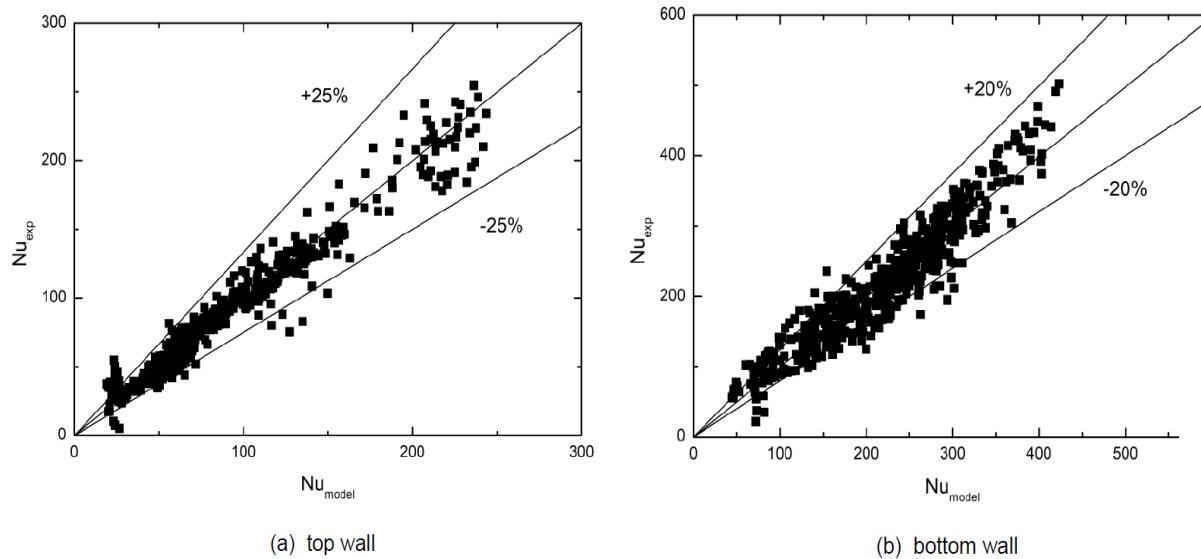 300
200
100
0
Nu_exp
+25%
-25%
0 100 200 300
Nu_model
(a) top wall
600
400
200
0
Nu_exp
+20%
-20%
0 100 200 300 400 500
Nu_model
(b) bottom wall